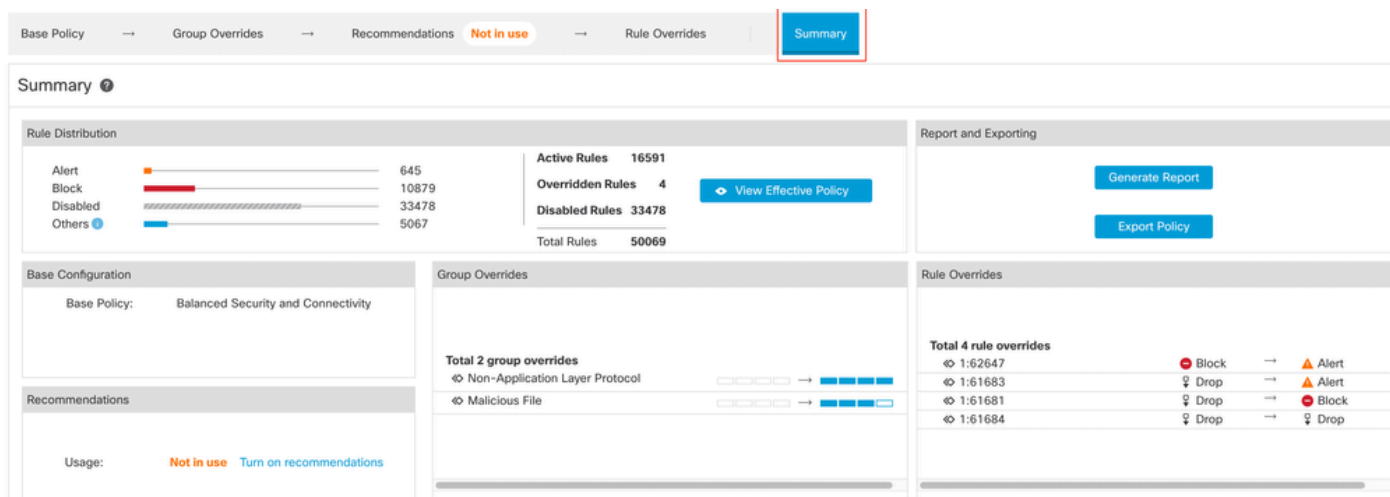 Base Policy → Group Overrides → Recommendations Not in use → Rule Overrides Summary
Summary
Rule Distribution
Alert 645
Block 10879
Disabled 33478
Others 5067
Active Rules 16591
Overridden Rules 4
Disabled Rules 33478
Total Rules 50069
View Effective Policy
Report and Exporting
Generate Report
Export Policy
Base Configuration
Base Policy: Balanced Security and Connectivity
Group Overrides
Total 2 group overrides
Non-Application Layer Protocol →
Malicious File →
Rule Overrides
Total 4 rule overrides
1:62647 Block → Alert
1:61683 Drop → Alert
1:61681 Drop → Block
1:61684 Drop → Drop
Recommendations
Usage: Not in use Turn on recommendations